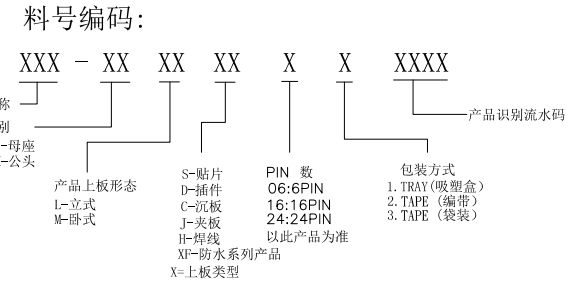 料号编码:
XXX - XX XX XX X X XXXX
称
别
-母座
-公头
产品上板形态
L-立式
M-卧式
S-贴片
D-插件
C-沉板
J-夹板
H-焊线
XF-防水系列产品
X=上板类型
PIN 数
06:6PIN
16:16PIN
24:24PIN
以此产品为准
包装方式
1.TRAY(吸塑盒)
2.TAPE (编带)
3.TAPE (袋装)
产品识别流水码